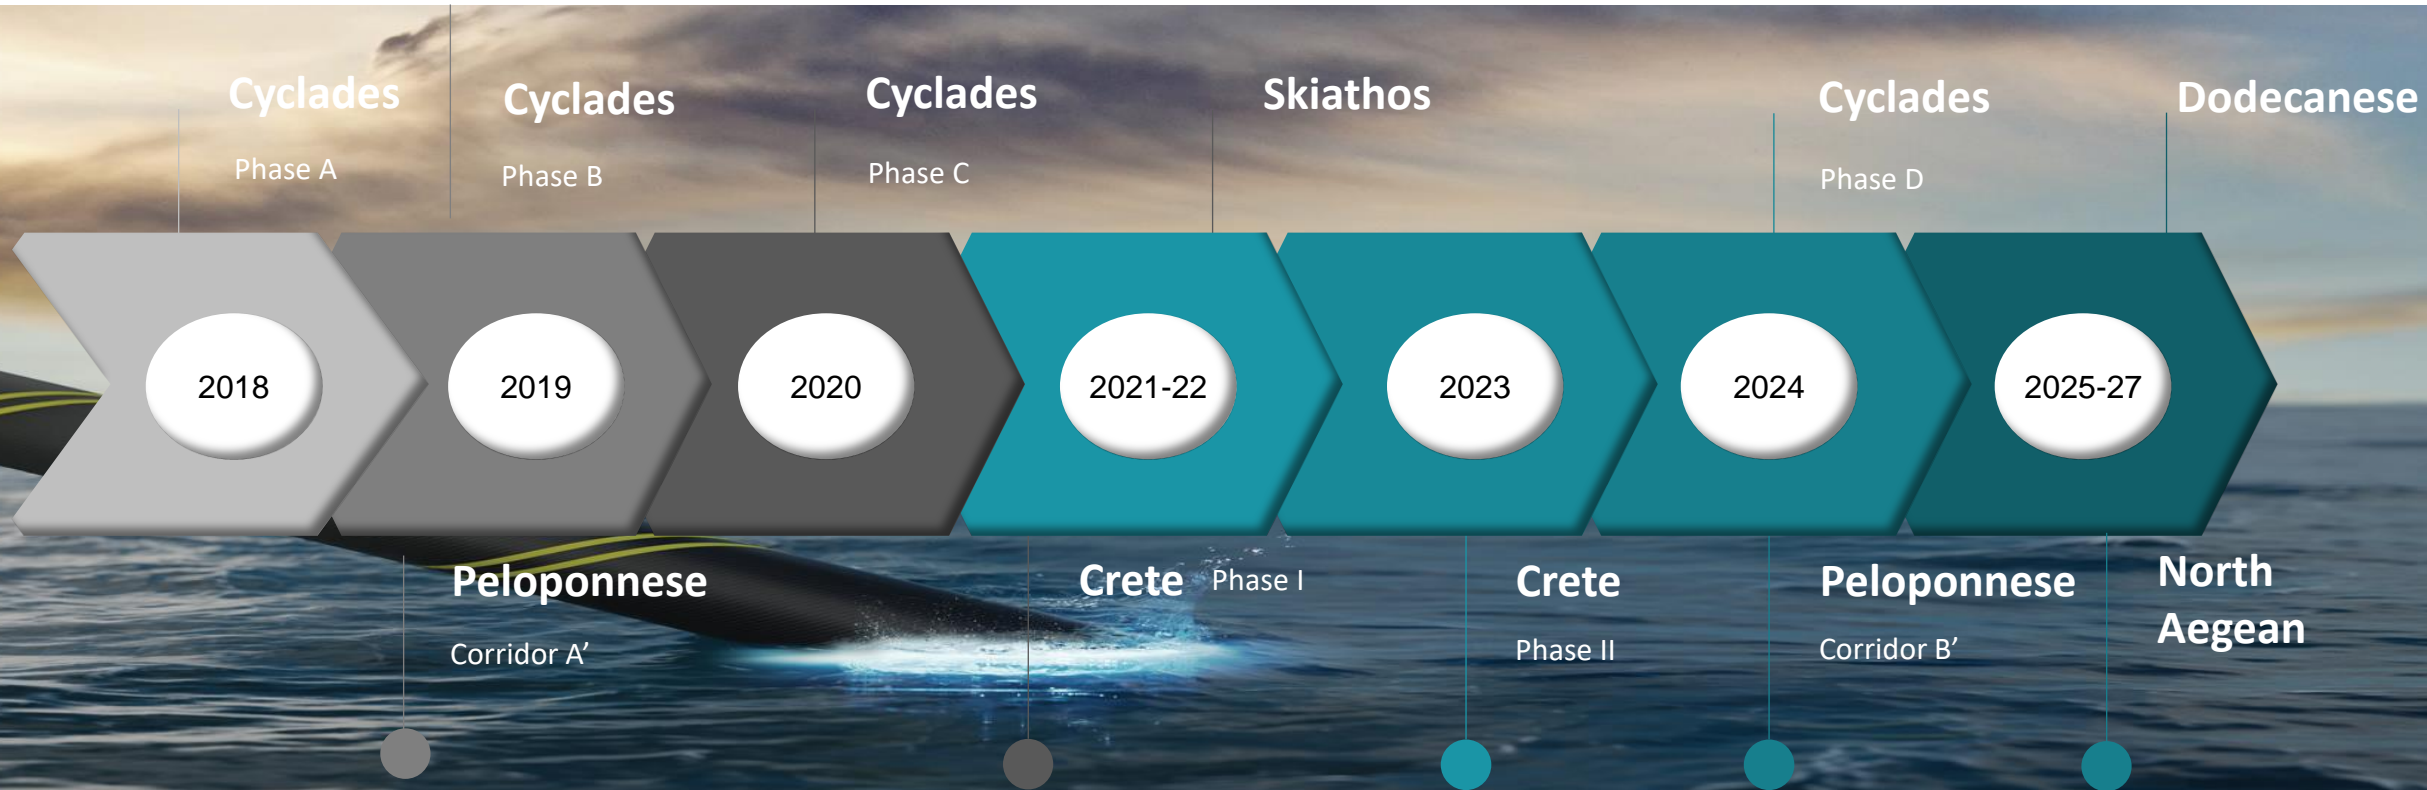 Cyclades
Phase A
Cyclades
Phase B
Cyclades
Phase C
Skiathos
Cyclades
Phase D
Dodecanese
2018
2019
2020
2021-22
2023
2024
2025-27
Peloponnese
Corridor A’
Crete Phase I
Crete
Phase II
Peloponnese
Corridor B’
North
Aegean